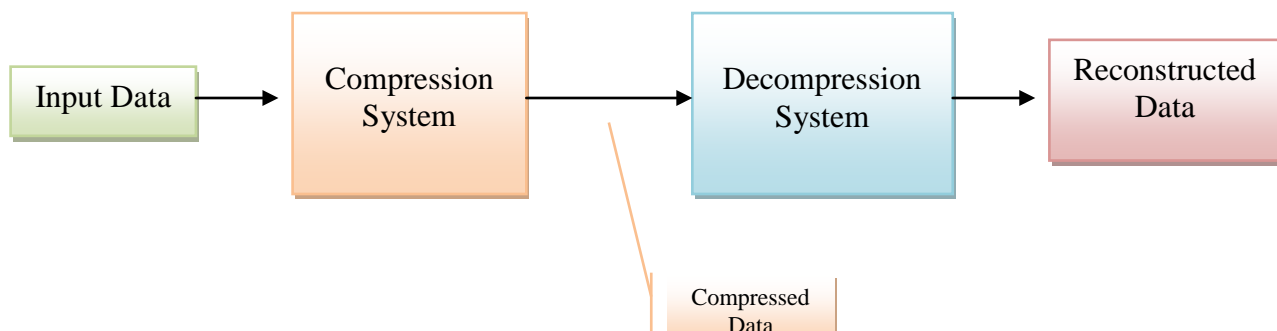 Input Data
Compression
System
Decompression
System
Reconstructed
Data
Compressed
Data